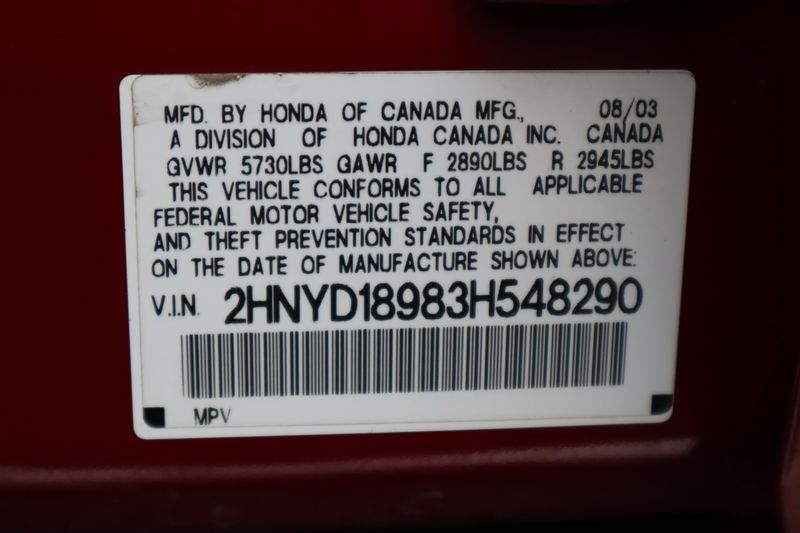 MFD. BY HONDA OF CANADA MFG., 08/03
A DIVISION OF HONDA CANADA INC. CANADA
GVWR 5730LBS GAWR F 2890LBS R 2945LBS
THIS VEHICLE CONFORMS TO ALL APPLICABLE
FEDERAL MOTOR VEHICLE SAFETY,
AND THEFT PREVENTION STANDARDS IN EFFECT
ON THE DATE OF MANUFACTURE SHOWN ABOVE:
V.I.N. 2HNYD18983H548290
MPV